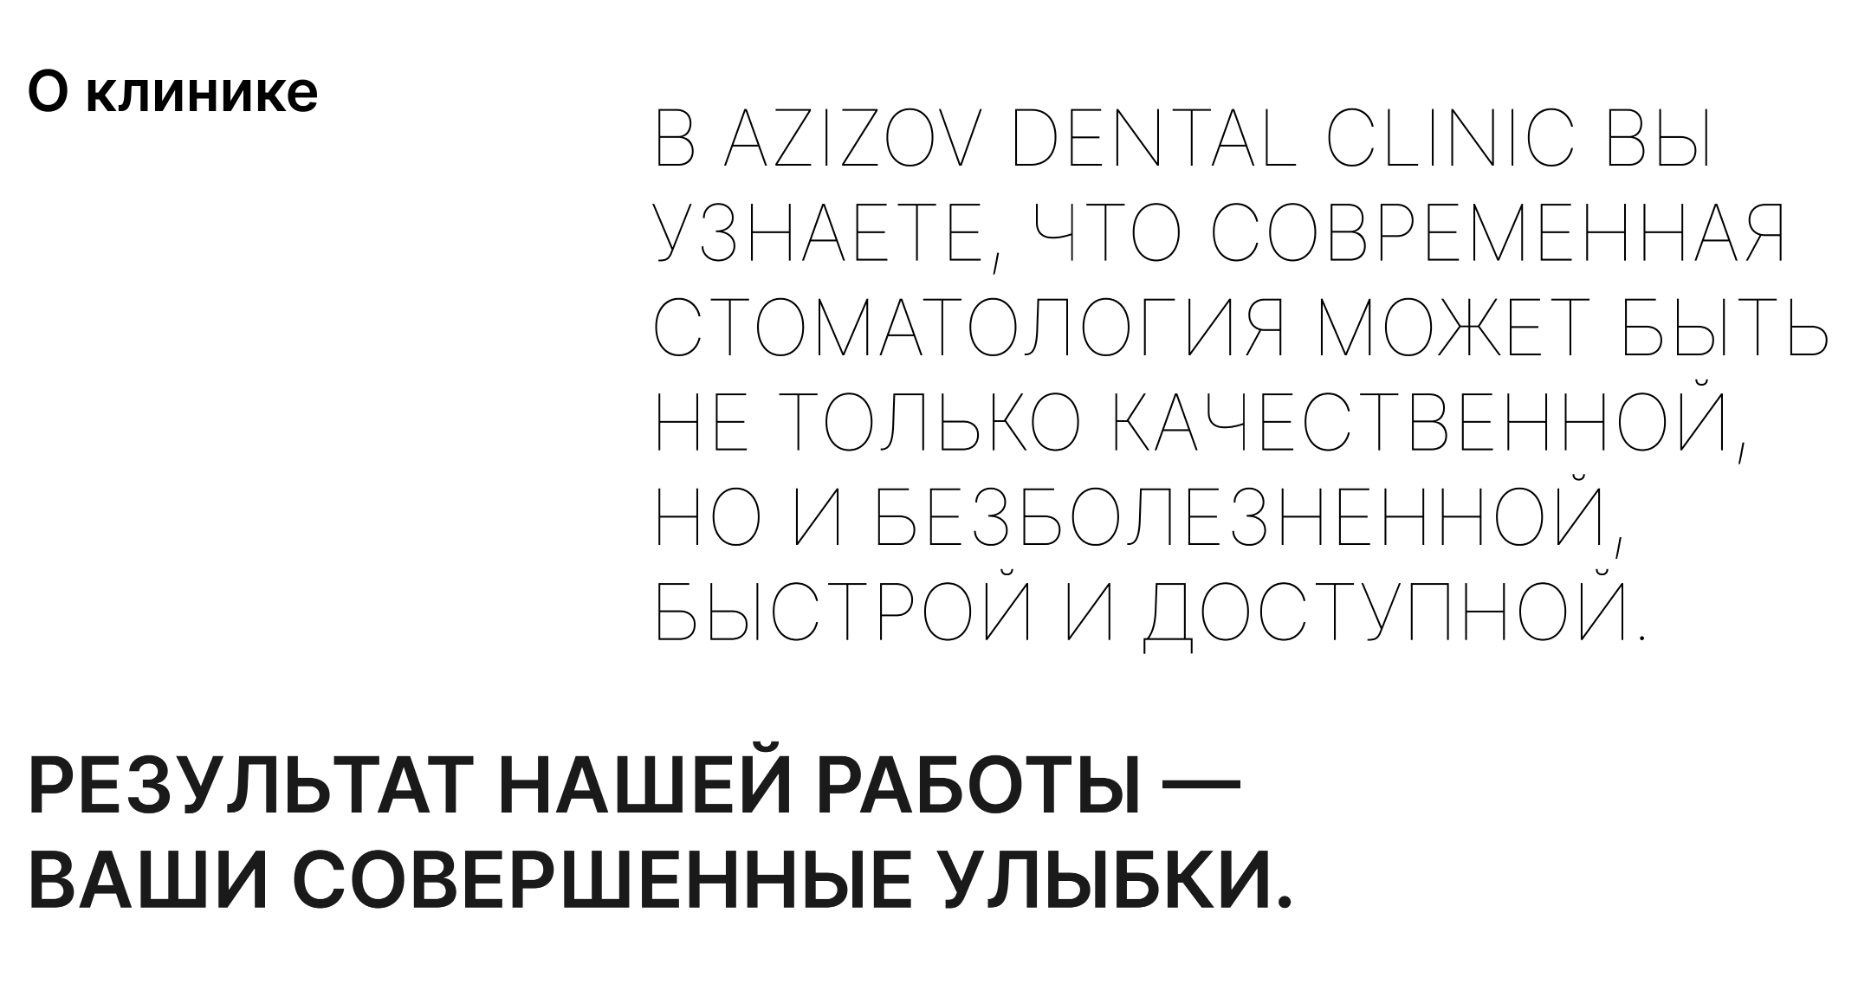 О клинике
В AZIZOV DENTAL CLINIC ВЫ
УЗНАЕТЕ, ЧТО СОВРЕМЕННАЯ
СТОМАТОЛОГИЯ МОЖЕТ БЫТЬ
НЕ ТОЛЬКО КАЧЕСТВЕННОЙ,
НО И БЕЗБОЛЕЗНЕННОЙ,
БЫСТРОЙ И ДОСТУПНОЙ.
РЕЗУЛЬТАТ НАШЕЙ РАБОТЫ —
ВАШИ СОВЕРШЕННЫЕ УЛЫБКИ.